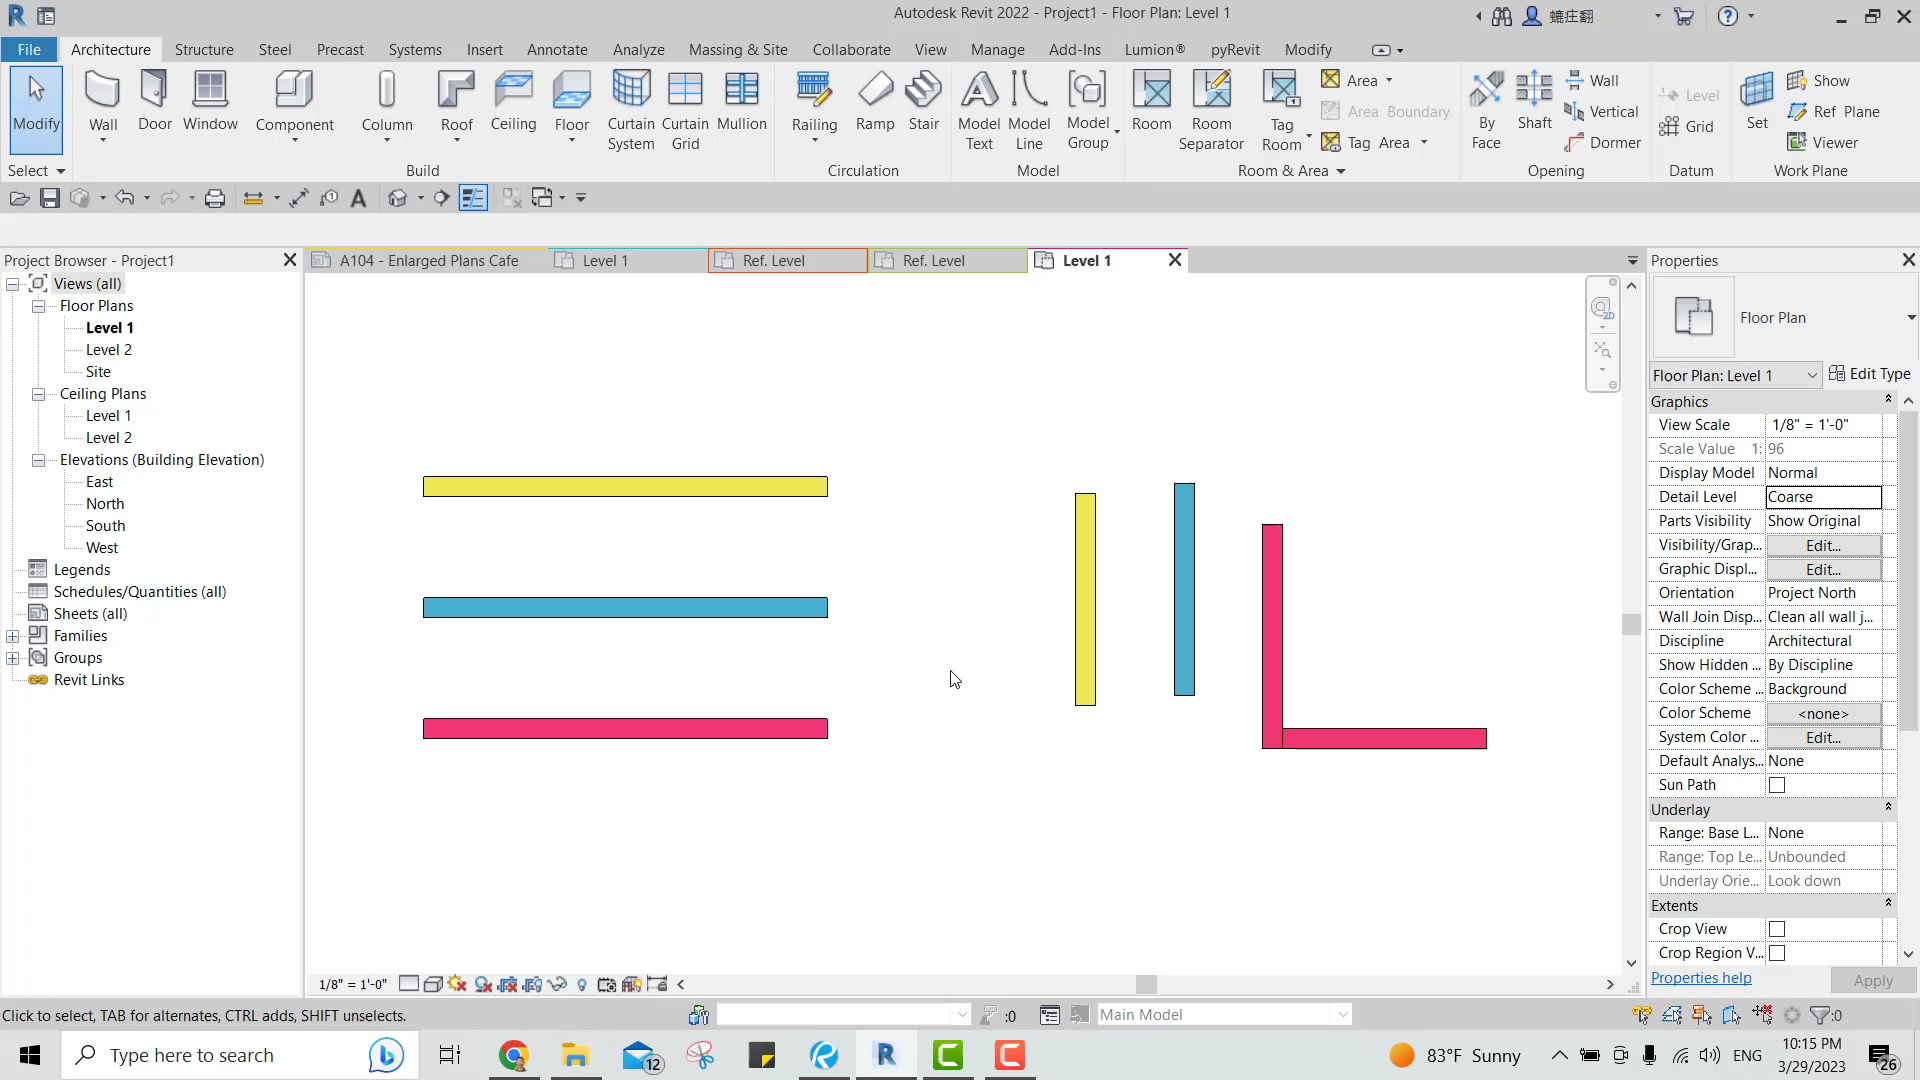 Autodesk Revit 2022 - Project1 - Floor Plan: Level 1
File Architecture Structure Steel Precast Systems Insert Annotate Analyze Massing & Site Collaborate View Manage Add-Ins Lumion® pyRevit Modify
Modify
Wall
Door
Window
Component
Column
Roof
Ceiling
Floor
Curtain System
Curtain Grid
Mullion
Railing
Ramp
Stair
Model Text
Model Line
Model Group
Room
Room Separator
Tag Room
Area
Area Boundary
Tag Area
By Face
Shaft
Wall
Vertical
Dormer
Level
Grid
Set
Show
Ref Plane
Viewer
Select Build Circulation Model Room & Area Opening Datum Work Plane
Project Browser - Project1
Views (all)
Floor Plans
Level 1
Level 2
Site
Ceiling Plans
Level 1
Level 2
Elevations (Building Elevation)
East
North
South
West
Legends
Schedules/Quantities (all)
Sheets (all)
Families
Groups
Revit Links
A104 - Enlarged Plans Cafe Level 1 Ref. Level Ref. Level Level 1
2D
Properties
Floor Plan
Floor Plan: Level 1 Edit Type
Graphics
View Scale 1/8" = 1'-0"
Scale Value 1: 96
Display Model Normal
Detail Level Coarse
Parts Visibility Show Original
Visibility/Grap... Edit...
Graphic Displ... Edit...
Orientation Project North
Wall Join Disp... Clean all wall j...
Discipline Architectural
Show Hidden ... By Discipline
Color Scheme ... Background
Color Scheme <none>
System Color ... Edit...
Default Analys... None
Sun Path
Underlay
Range: Base L... None
Range: Top Le... Unbounded
Underlay Orie... Look down
Extents
Crop View
Crop Region V...
Properties help Apply
1/8" = 1'-0"
Click to select, TAB for alternates, CTRL adds, SHIFT unselects. :0 Main Model :0
Type here to search 12 83°F Sunny ENG 10:15 PM
3/29/2023 26